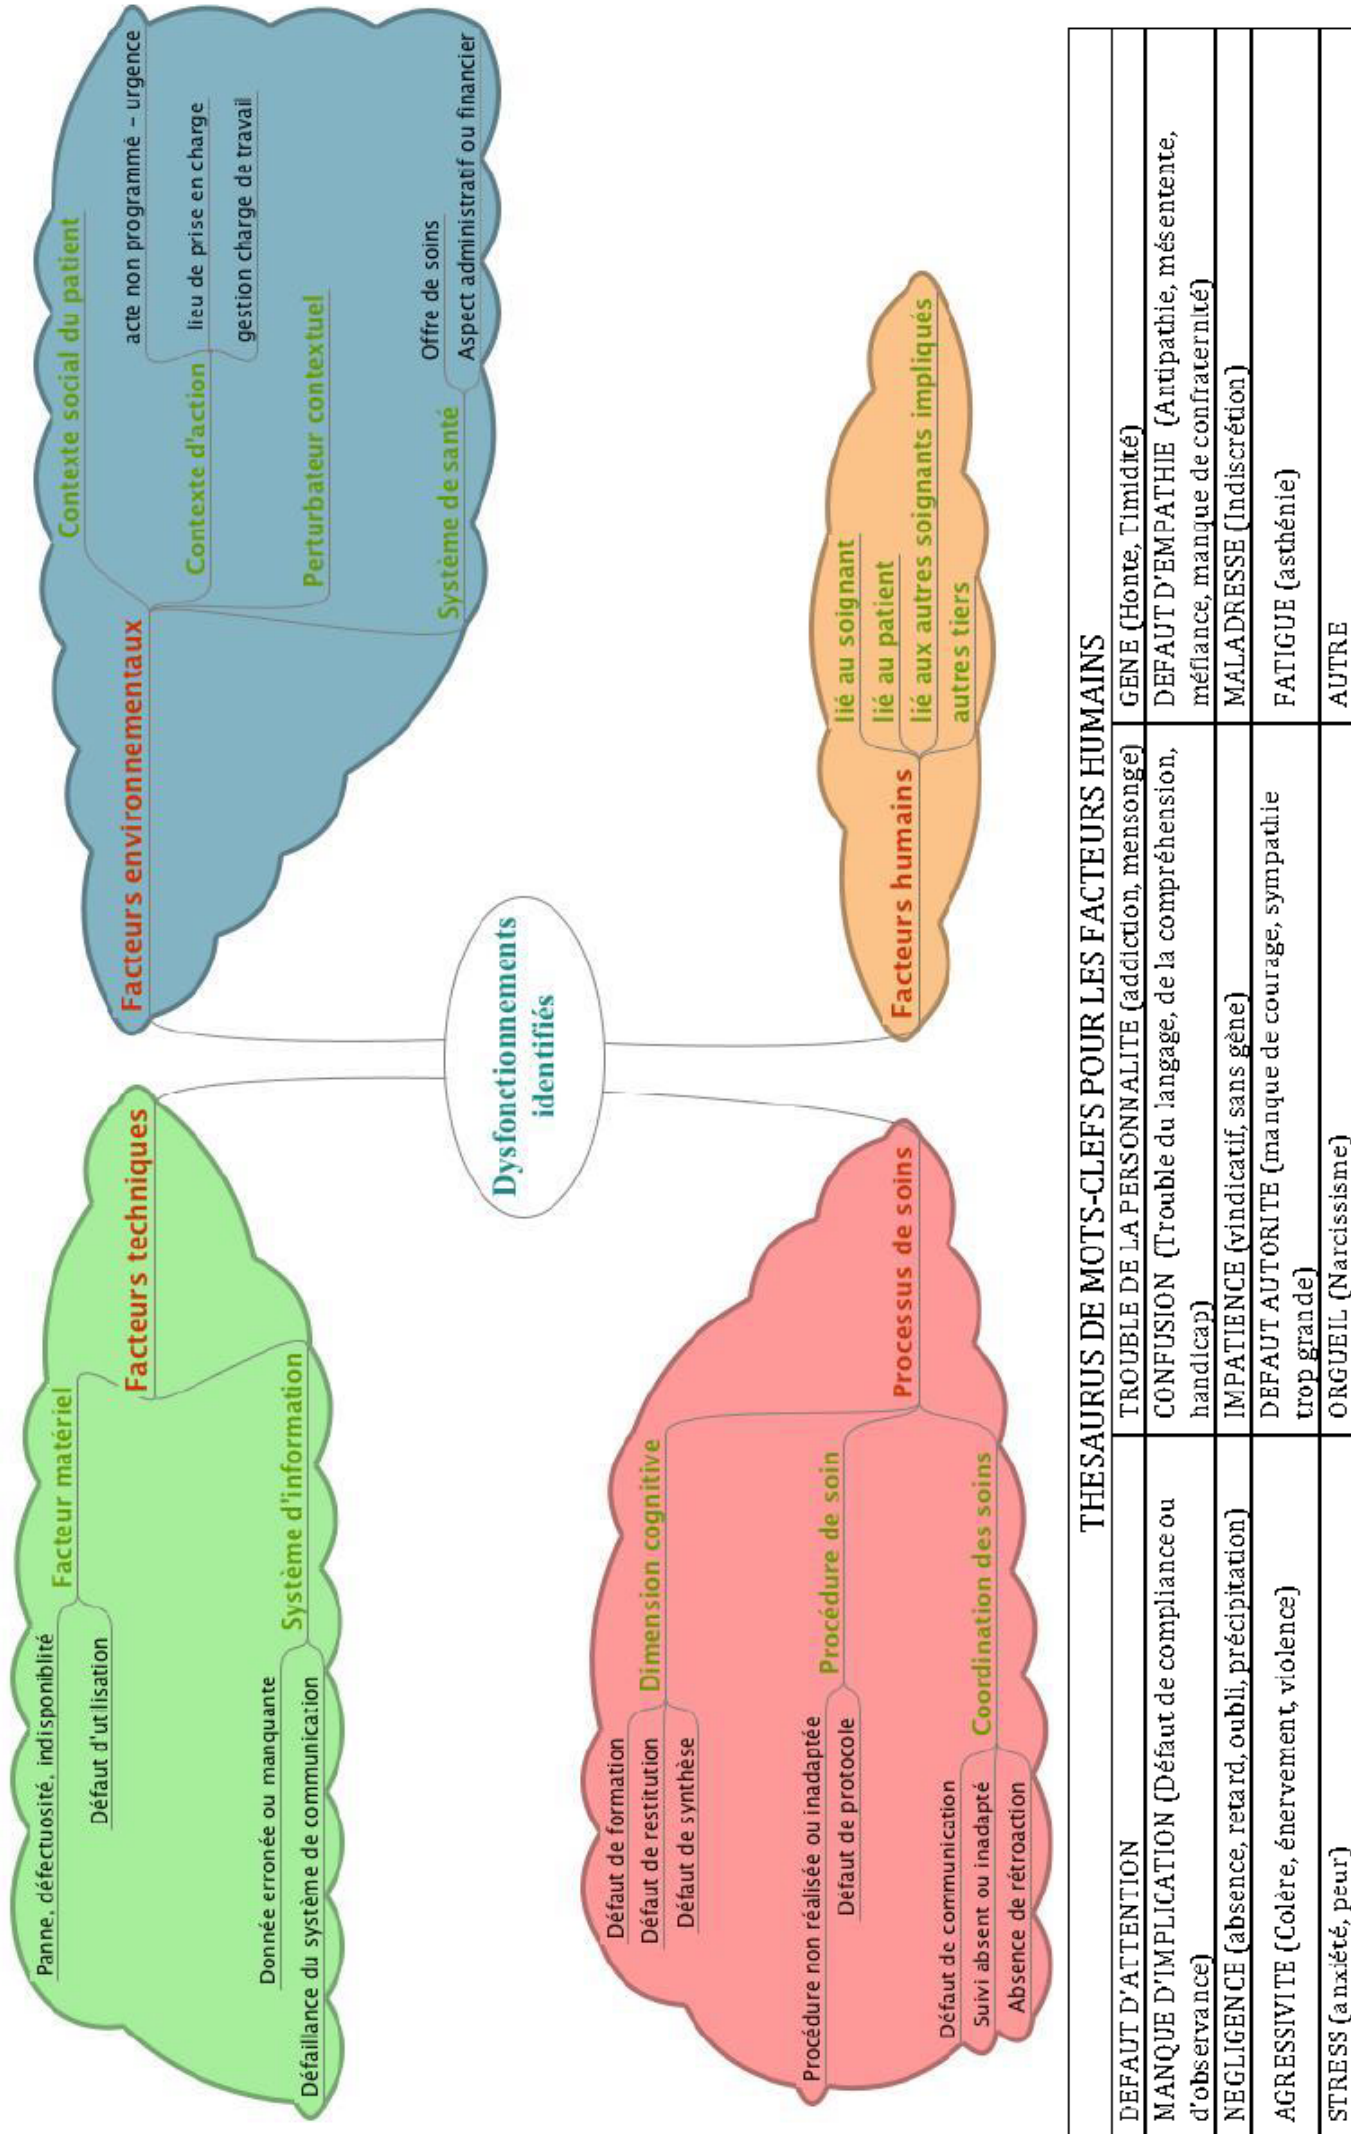 Panne, défectuosité, indisponiblité
Facteur matériel
Défaut d'utilisation
Facteurs techniques
Donnée erronée ou manquante
Système d'information
Défaillance du système de communication
Contexte social du patient
Facteurs environnementaux
acte non programmé – urgence
Contexte d'action
lieu de prise en charge
gestion charge de travail
Perturbateur contextuel
Offre de soins
Système de santé
Aspect administratif ou financier
Dysfonctionnements
identifiés
Défaut de formation
Dimension cognitive
Défaut de restitution
Défaut de synthèse
Processus de soins
Procédure non réalisée ou inadaptée
Procédure de soin
Défaut de protocole
Défaut de communication
Coordination des soins
Suivi absent ou inadapté
Absence de rétroaction
lié au soignant
Facteurs humains
lié au patient
lié aux autres soignants impliqués
autres tiers
THESAURUS DE MOTS-CLEFS POUR LES FACTEURS HUMAINS
DEFAUT D'ATTENTION
TROUBLE DE LA PERSONNALITE (addiction, mensonge)
GENE (Honte, Timidité)
MANQUE D'IMPLICATION (Défaut de compliance ou
d'observance)
CONFUSION (Trouble du langage, de la compréhension,
handicap)
DEFAUT D'EMPATHIE (Antipathie, mésentente,
méfiance, manque de confraternité)
NEGLIGENCE (absence, retard, oubli, précipitation)
IMPATIENCE (vindicatif, sans gène)
MALADRESSE (Indiscrétion)
AGRESSIVITE (Colère, énervement, violence)
DEFAUT AUTORITE (manque de courage, sympathie
trop grande)
FATIGUE (asthénie)
STRESS (anxiété, peur)
ORGUEIL (Narcissisme)
AUTRE